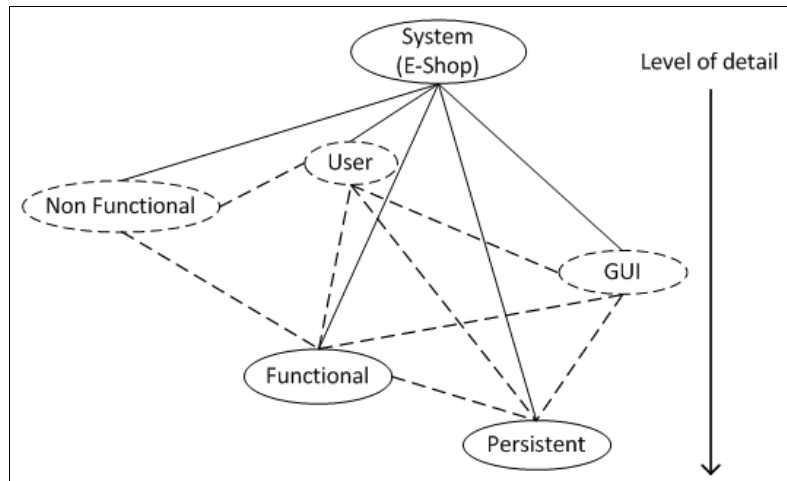 System
(E-Shop)
Level of detail
User
Non Functional
GUI
Functional
Persistent